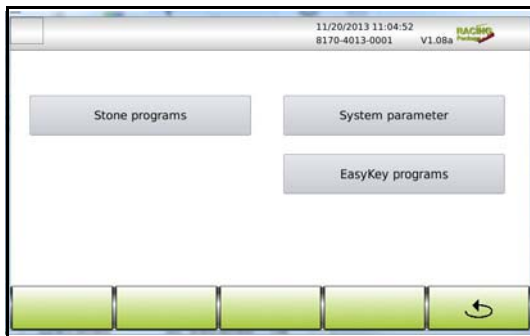 11/20/2013 11:04:52
8170-4013-0001 V1.08a
RACING
Stone programs
System parameter
EasyKey programs